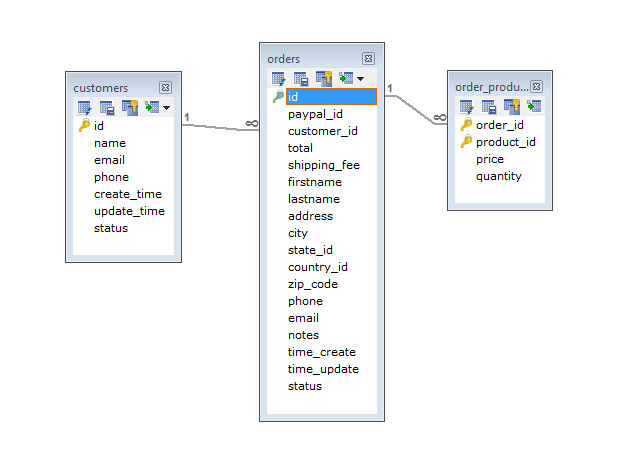 customers
id
name
email
phone
create_time
update_time
status
1
∞
orders
id
paypal_id
customer_id
total
shipping_fee
firstname
lastname
address
city
state_id
country_id
zip_code
phone
email
notes
time_create
time_update
status
1
∞
order_produ...
order_id
product_id
price
quantity